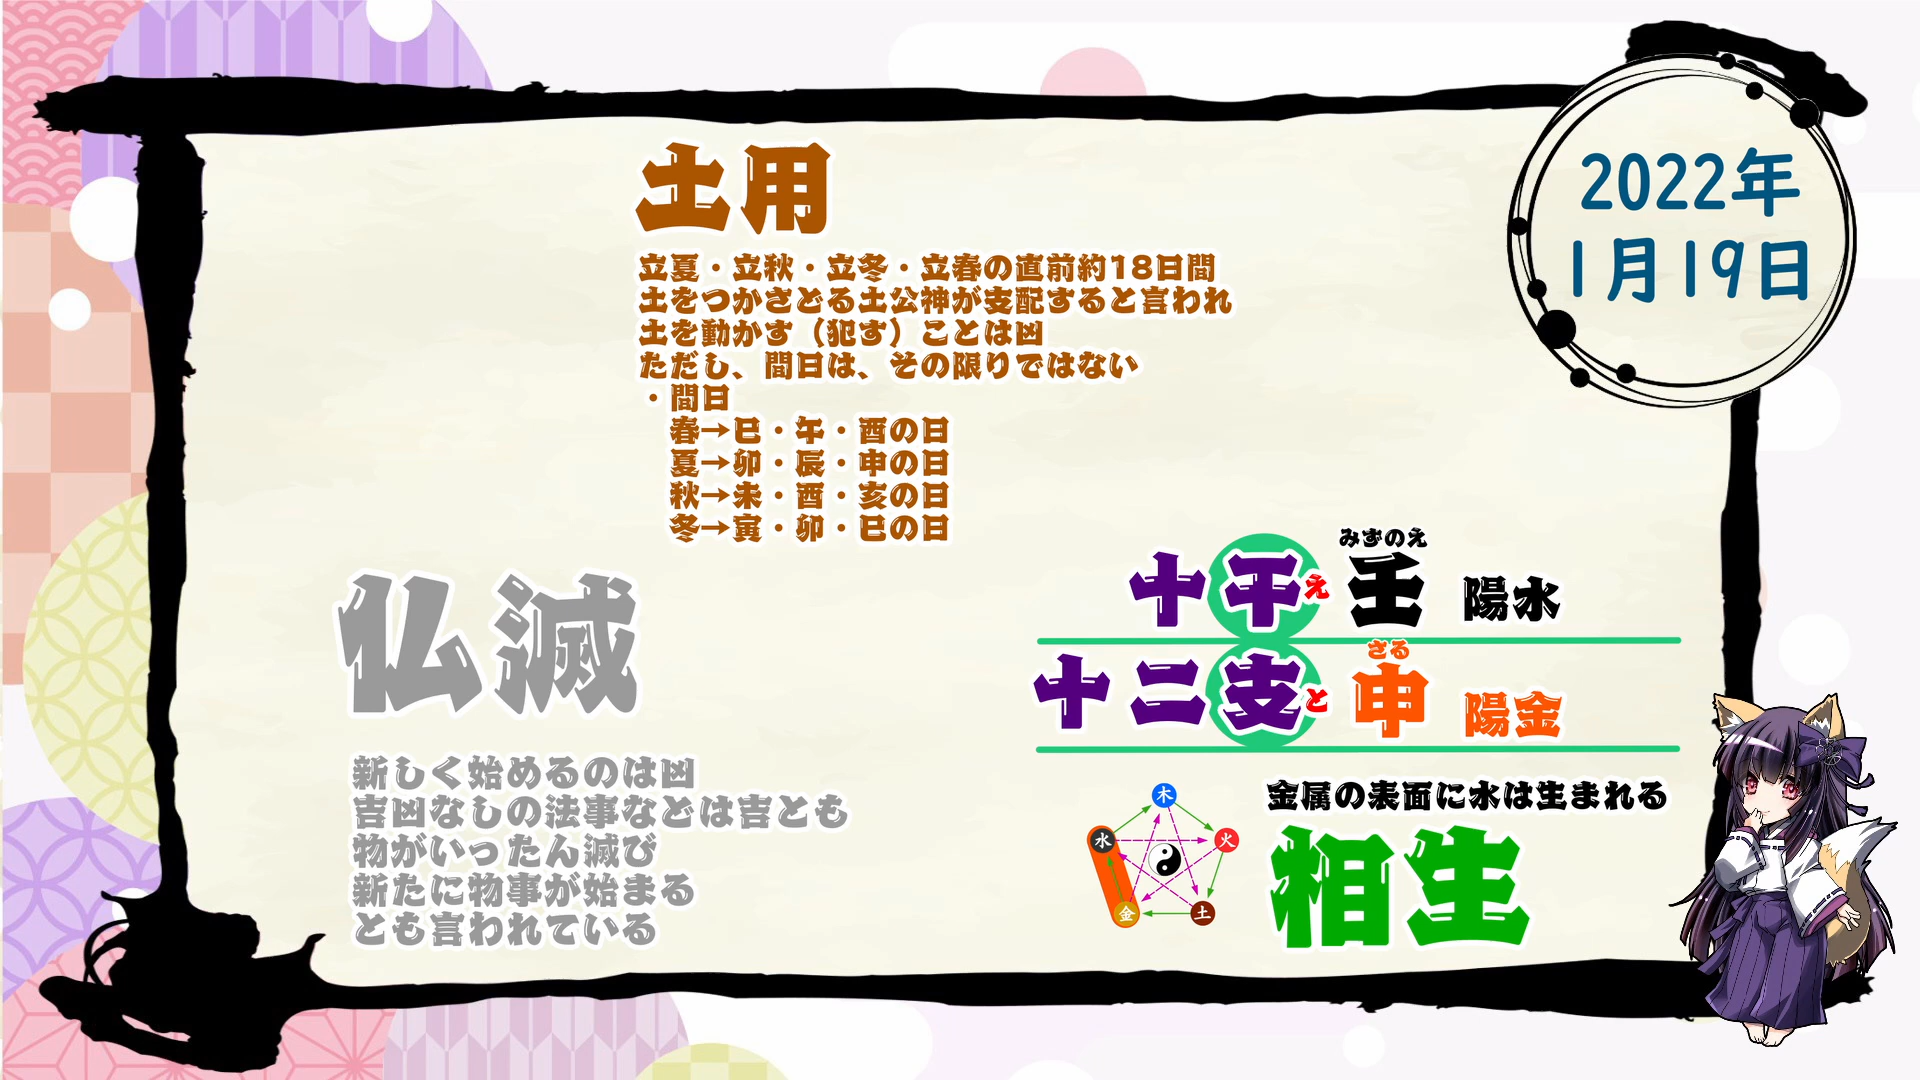 2022年
1月19日
土用
立夏・立秋・立冬・立春の直前約18日間
土をつかさどる土公神が支配すると言われ
土を動かす（犯す）ことは凶
ただし、間日は、その限りではない
・間日
春→巳・午・酉の日
夏→卯・辰・申の日
秋→未・酉・亥の日
冬→寅・卯・巳の日
仏滅
新しく始めるのは凶
吉凶なしの法事などは吉とも
物がいったん滅び
新たに物事が始まる
とも言われている
みずのえ
十干え 壬 陽水
さる
十二支と 申 陽金
金属の表面に水は生まれる
相生
木
水
火
金
土